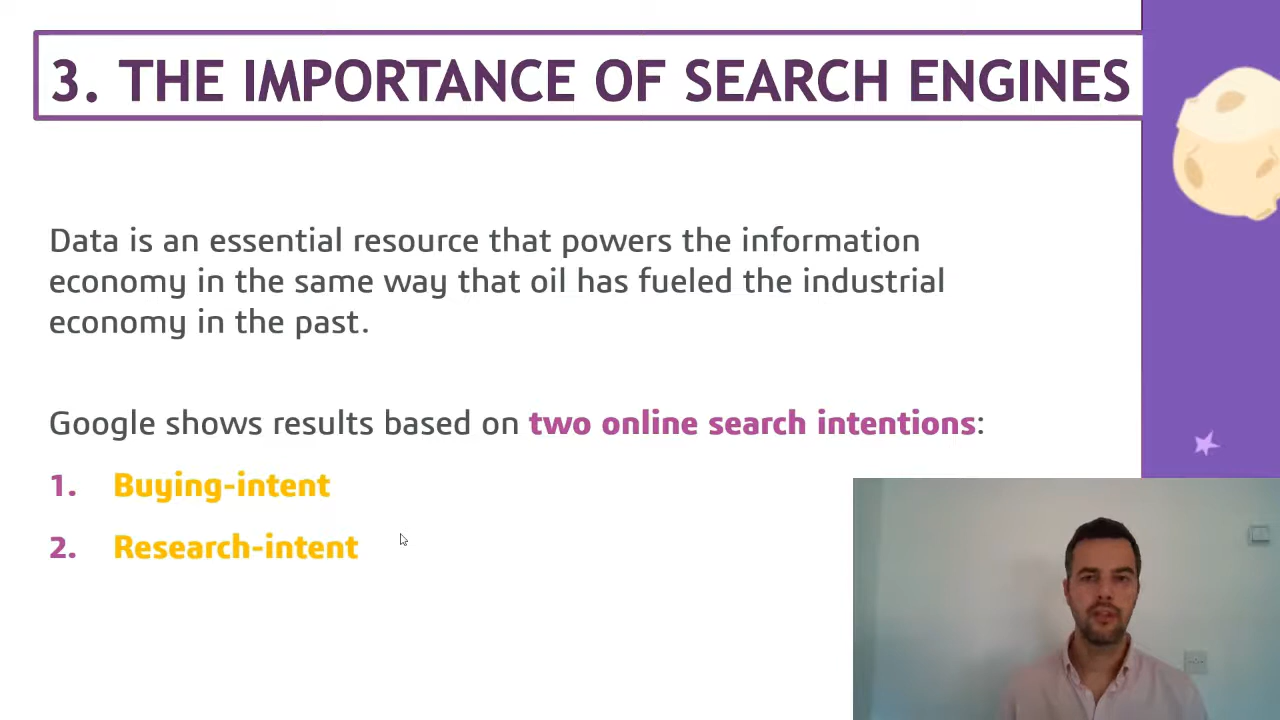 3. THE IMPORTANCE OF SEARCH ENGINES
Data is an essential resource that powers the information
economy in the same way that oil has fueled the industrial
economy in the past.
Google shows results based on two online search intentions:
1. Buying-intent
2. Research-intent